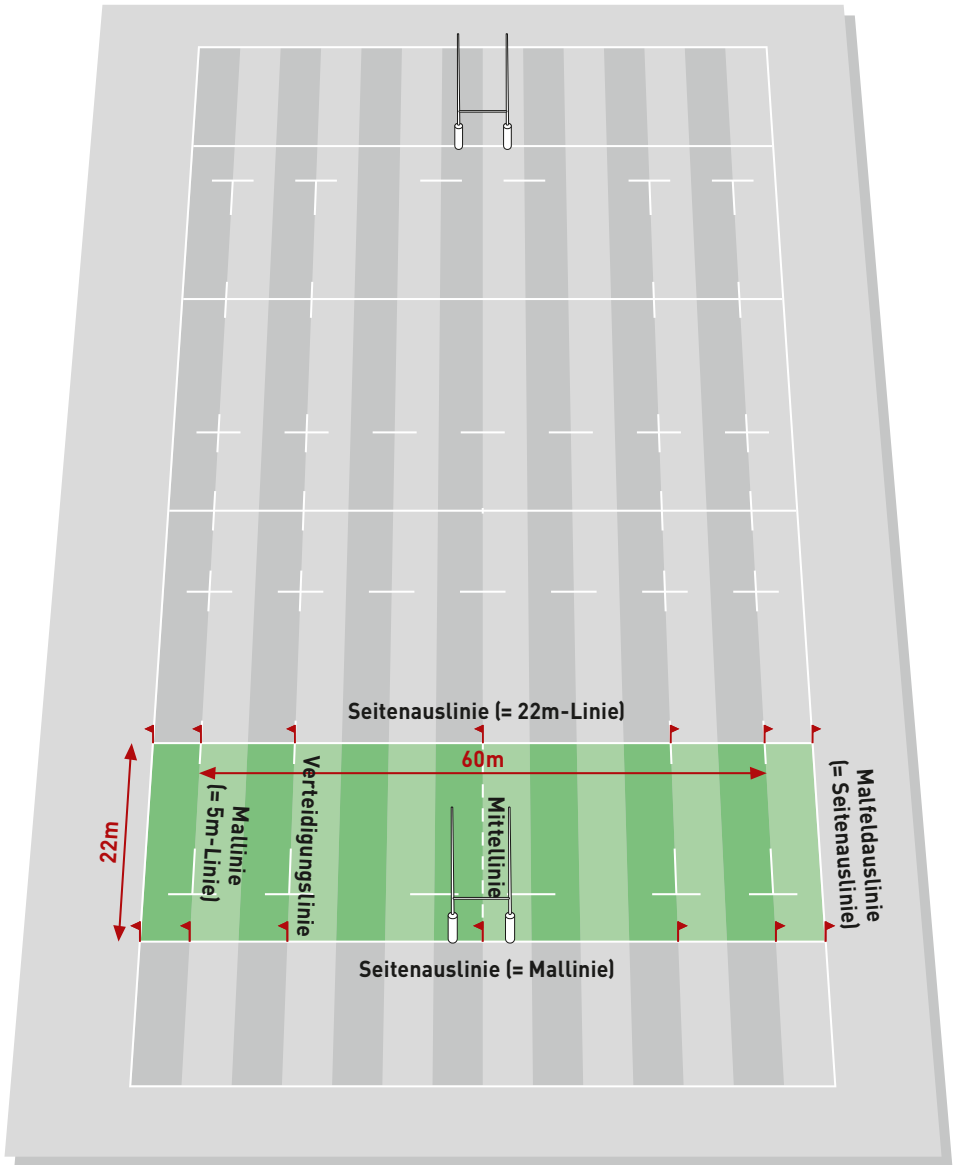 Seitenauslinie (= 22m-Linie)
60m
22m
Mallinie
(= 5m-Linie)
Verteidigungslinie
Mittellinie
Malfeldauslinie
(= Seitenauslinie)
Seitenauslinie (= Mallinie)